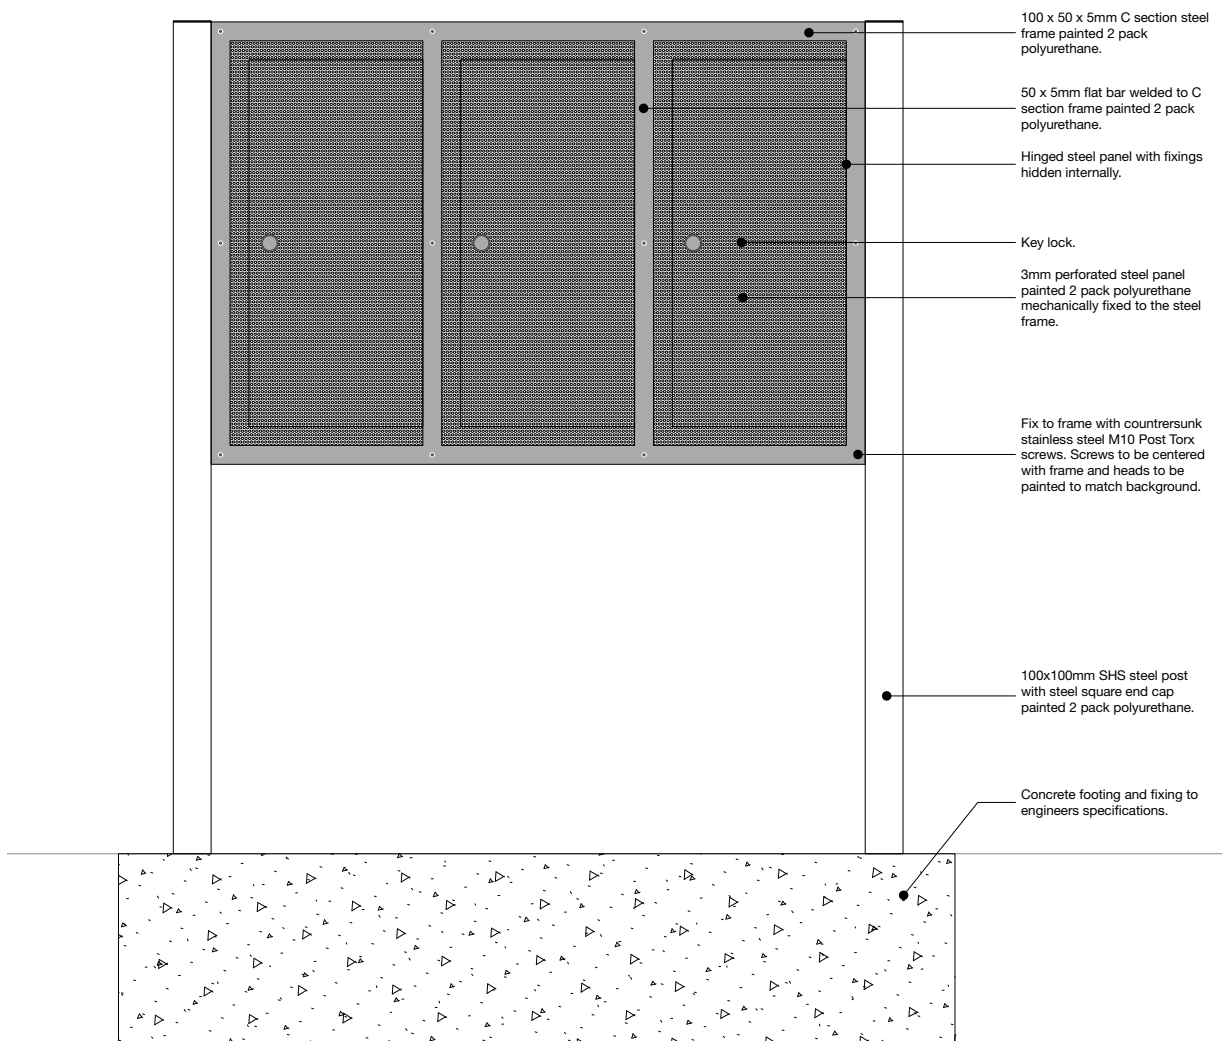 100 x 50 x 5mm C section steel
frame painted 2 pack
polyurethane.
50 x 5mm flat bar welded to C
section frame painted 2 pack
polyurethane.
Hinged steel panel with fixings
hidden internally.
Key lock.
3mm perforated steel panel
painted 2 pack polyurethane
mechanically fixed to the steel
frame.
Fix to frame with countrersunk
stainless steel M10 Post Torx
screws. Screws to be centered
with frame and heads to be
painted to match background.
100x100mm SHS steel post
with steel square end cap
painted 2 pack polyurethane.
Concrete footing and fixing to
engineers specifications.